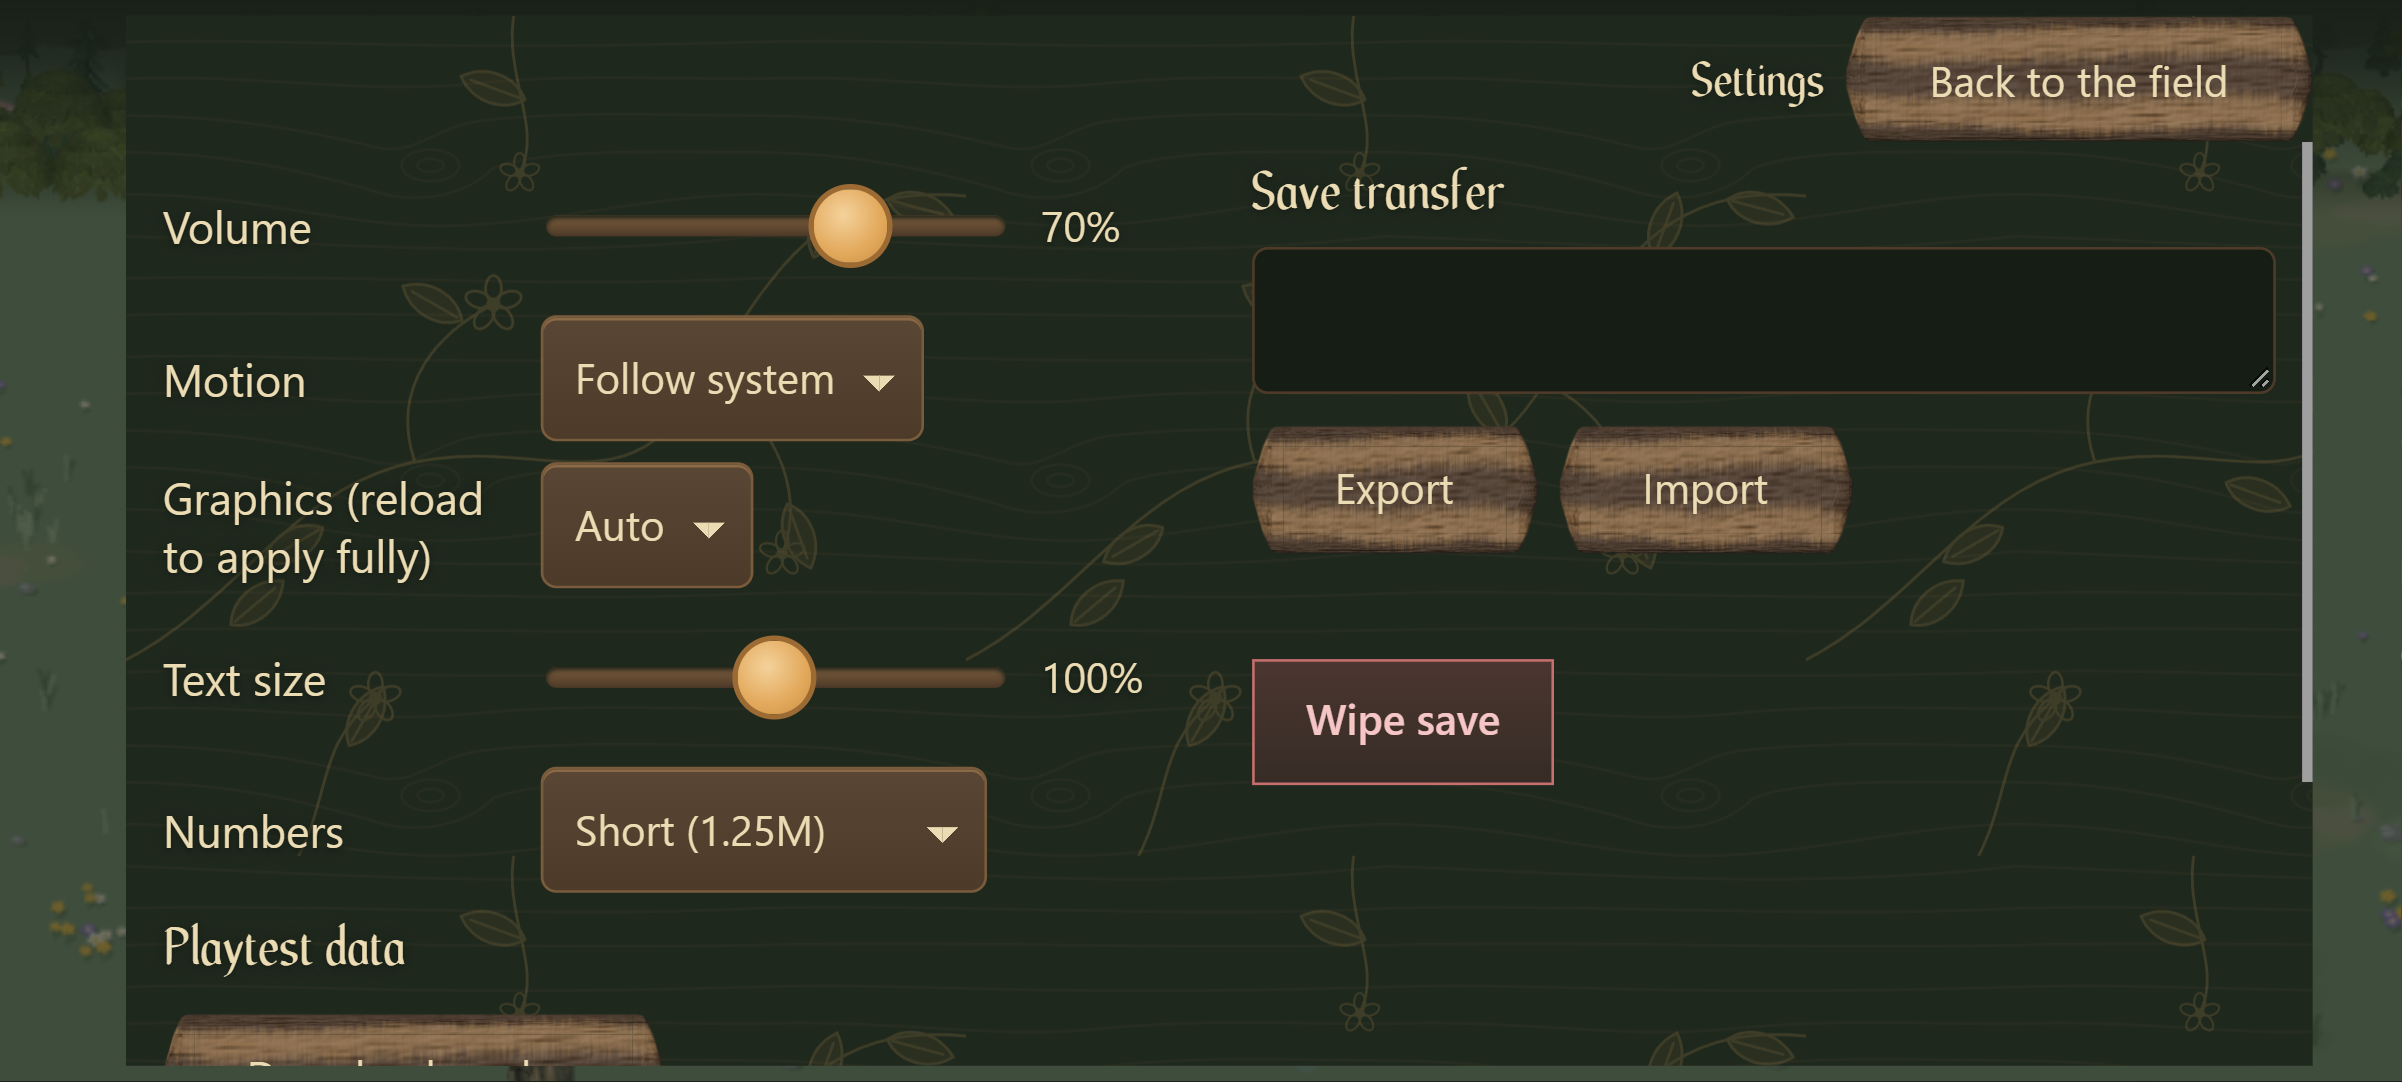 Settings
Back to the field
Volume
70%
Motion
Follow system
Graphics (reload
to apply fully)
Auto
Text size
100%
Numbers
Short (1.25M)
Playtest data
Save transfer
Export
Import
Wipe save